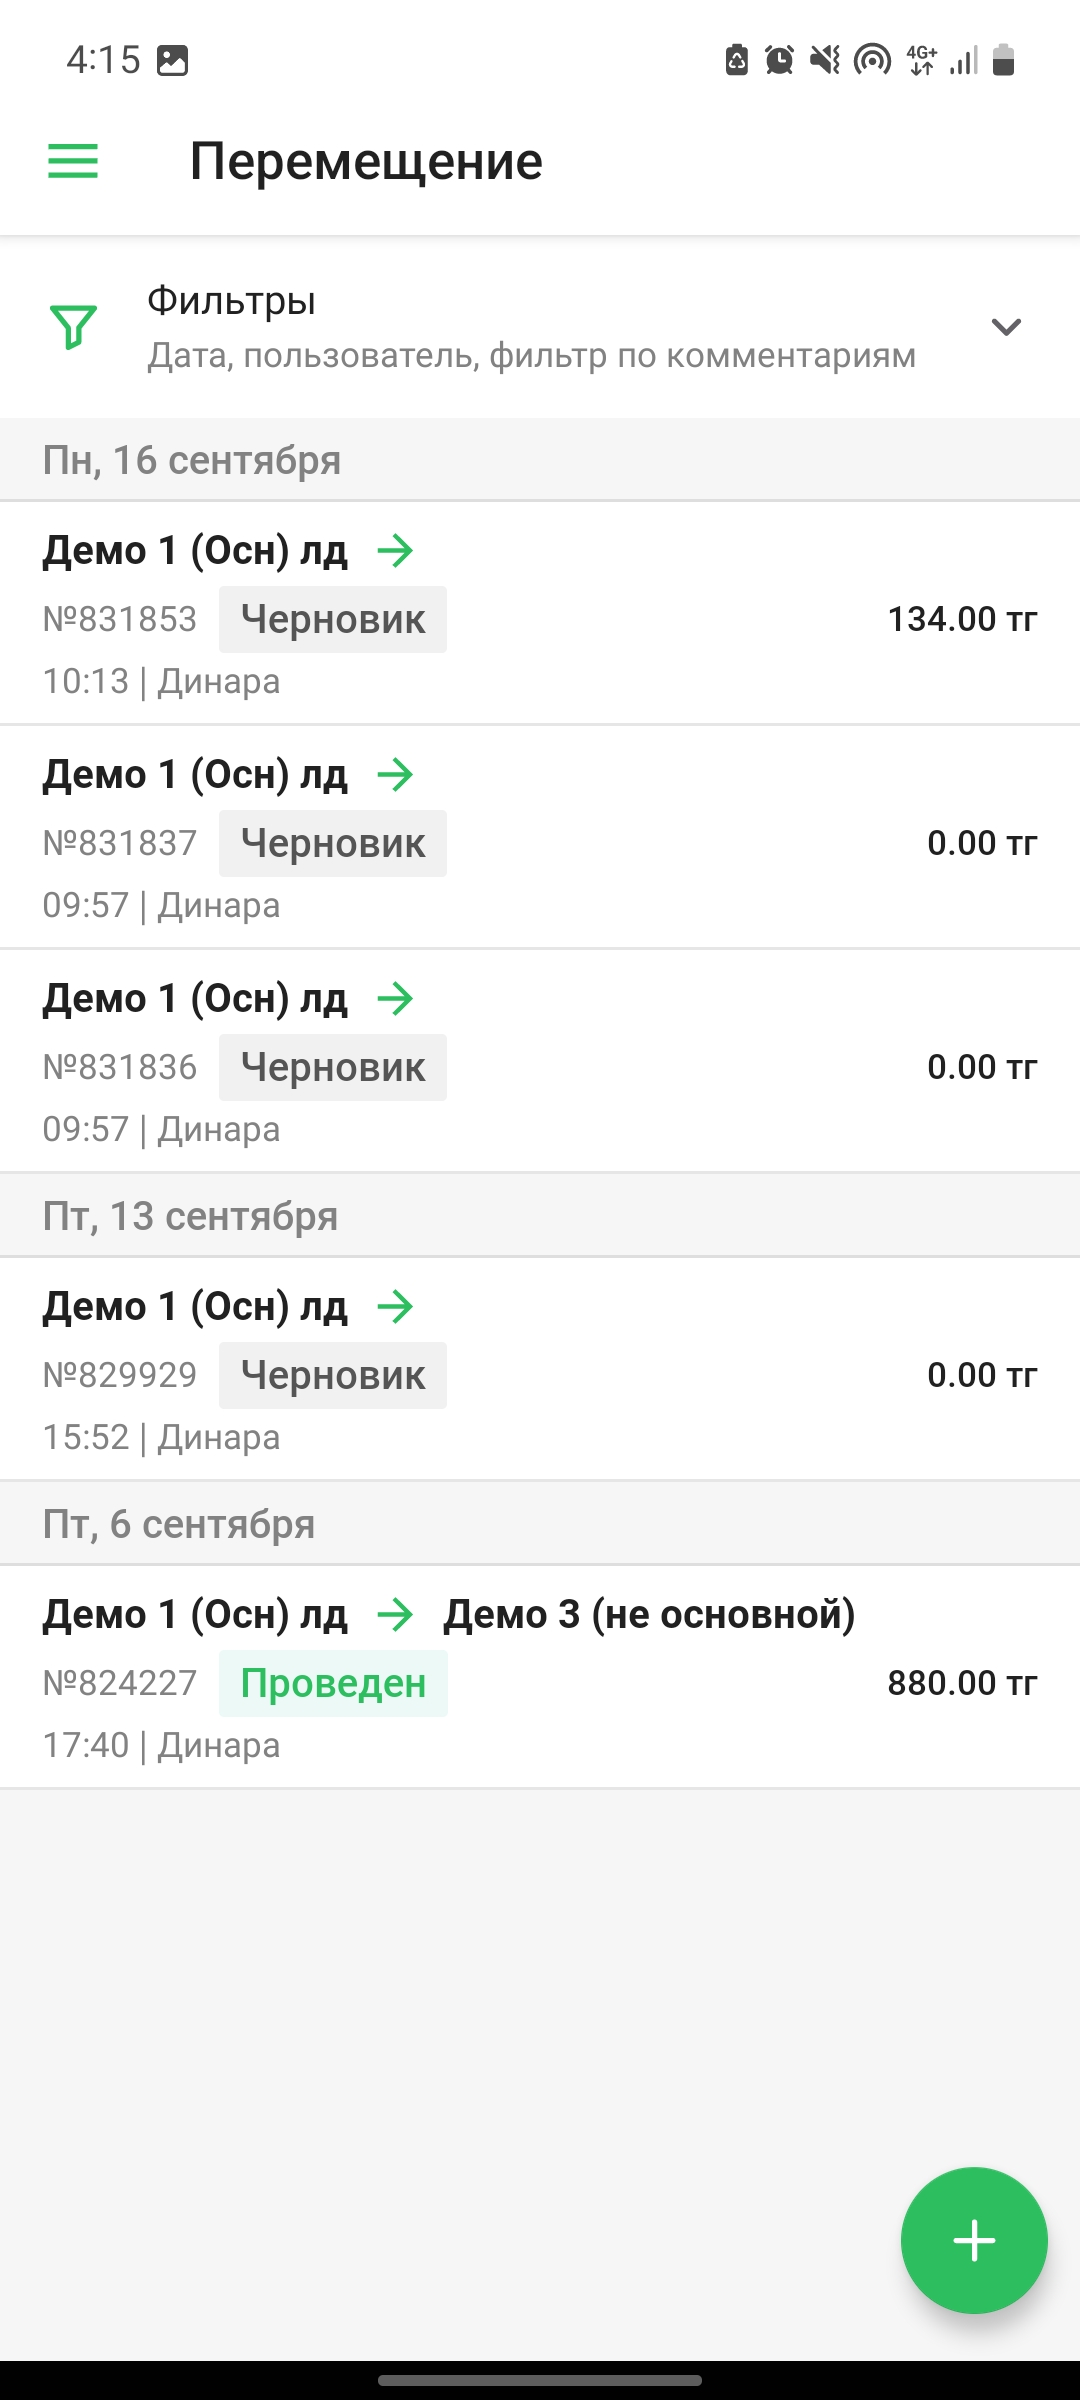 4:15
4G+
Перемещение
Фильтры
Дата, пользователь, фильтр по комментариям
Пн, 16 сентября
Демо 1 (Осн) лд
№831853 Черновик 134.00 тг
10:13 | Динара
Демо 1 (Осн) лд
№831837 Черновик 0.00 тг
09:57 | Динара
Демо 1 (Осн) лд
№831836 Черновик 0.00 тг
09:57 | Динара
Пт, 13 сентября
Демо 1 (Осн) лд
№829929 Черновик 0.00 тг
15:52 | Динара
Пт, 6 сентября
Демо 1 (Осн) лд → Демо 3 (не основной)
№824227 Проведен 880.00 тг
17:40 | Динара